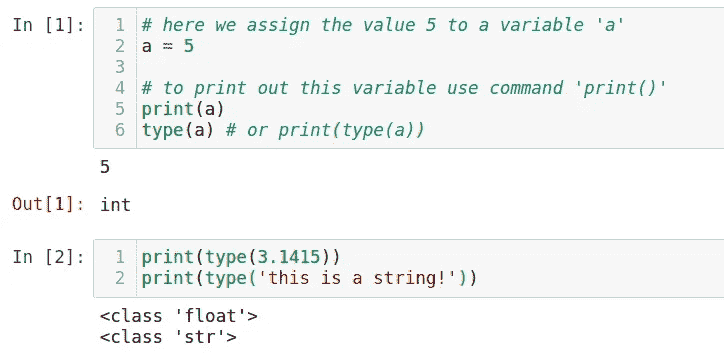 In [1]:
1 # here we assign the value 5 to a variable 'a'
2 a = 5
3
4 # to print out this variable use command 'print()'
5 print(a)
6 type(a) # or print(type(a))
5
Out[1]: int
In [2]:
1 print(type(3.1415))
2 print(type('this is a string!'))
<class 'float'>
<class 'str'>